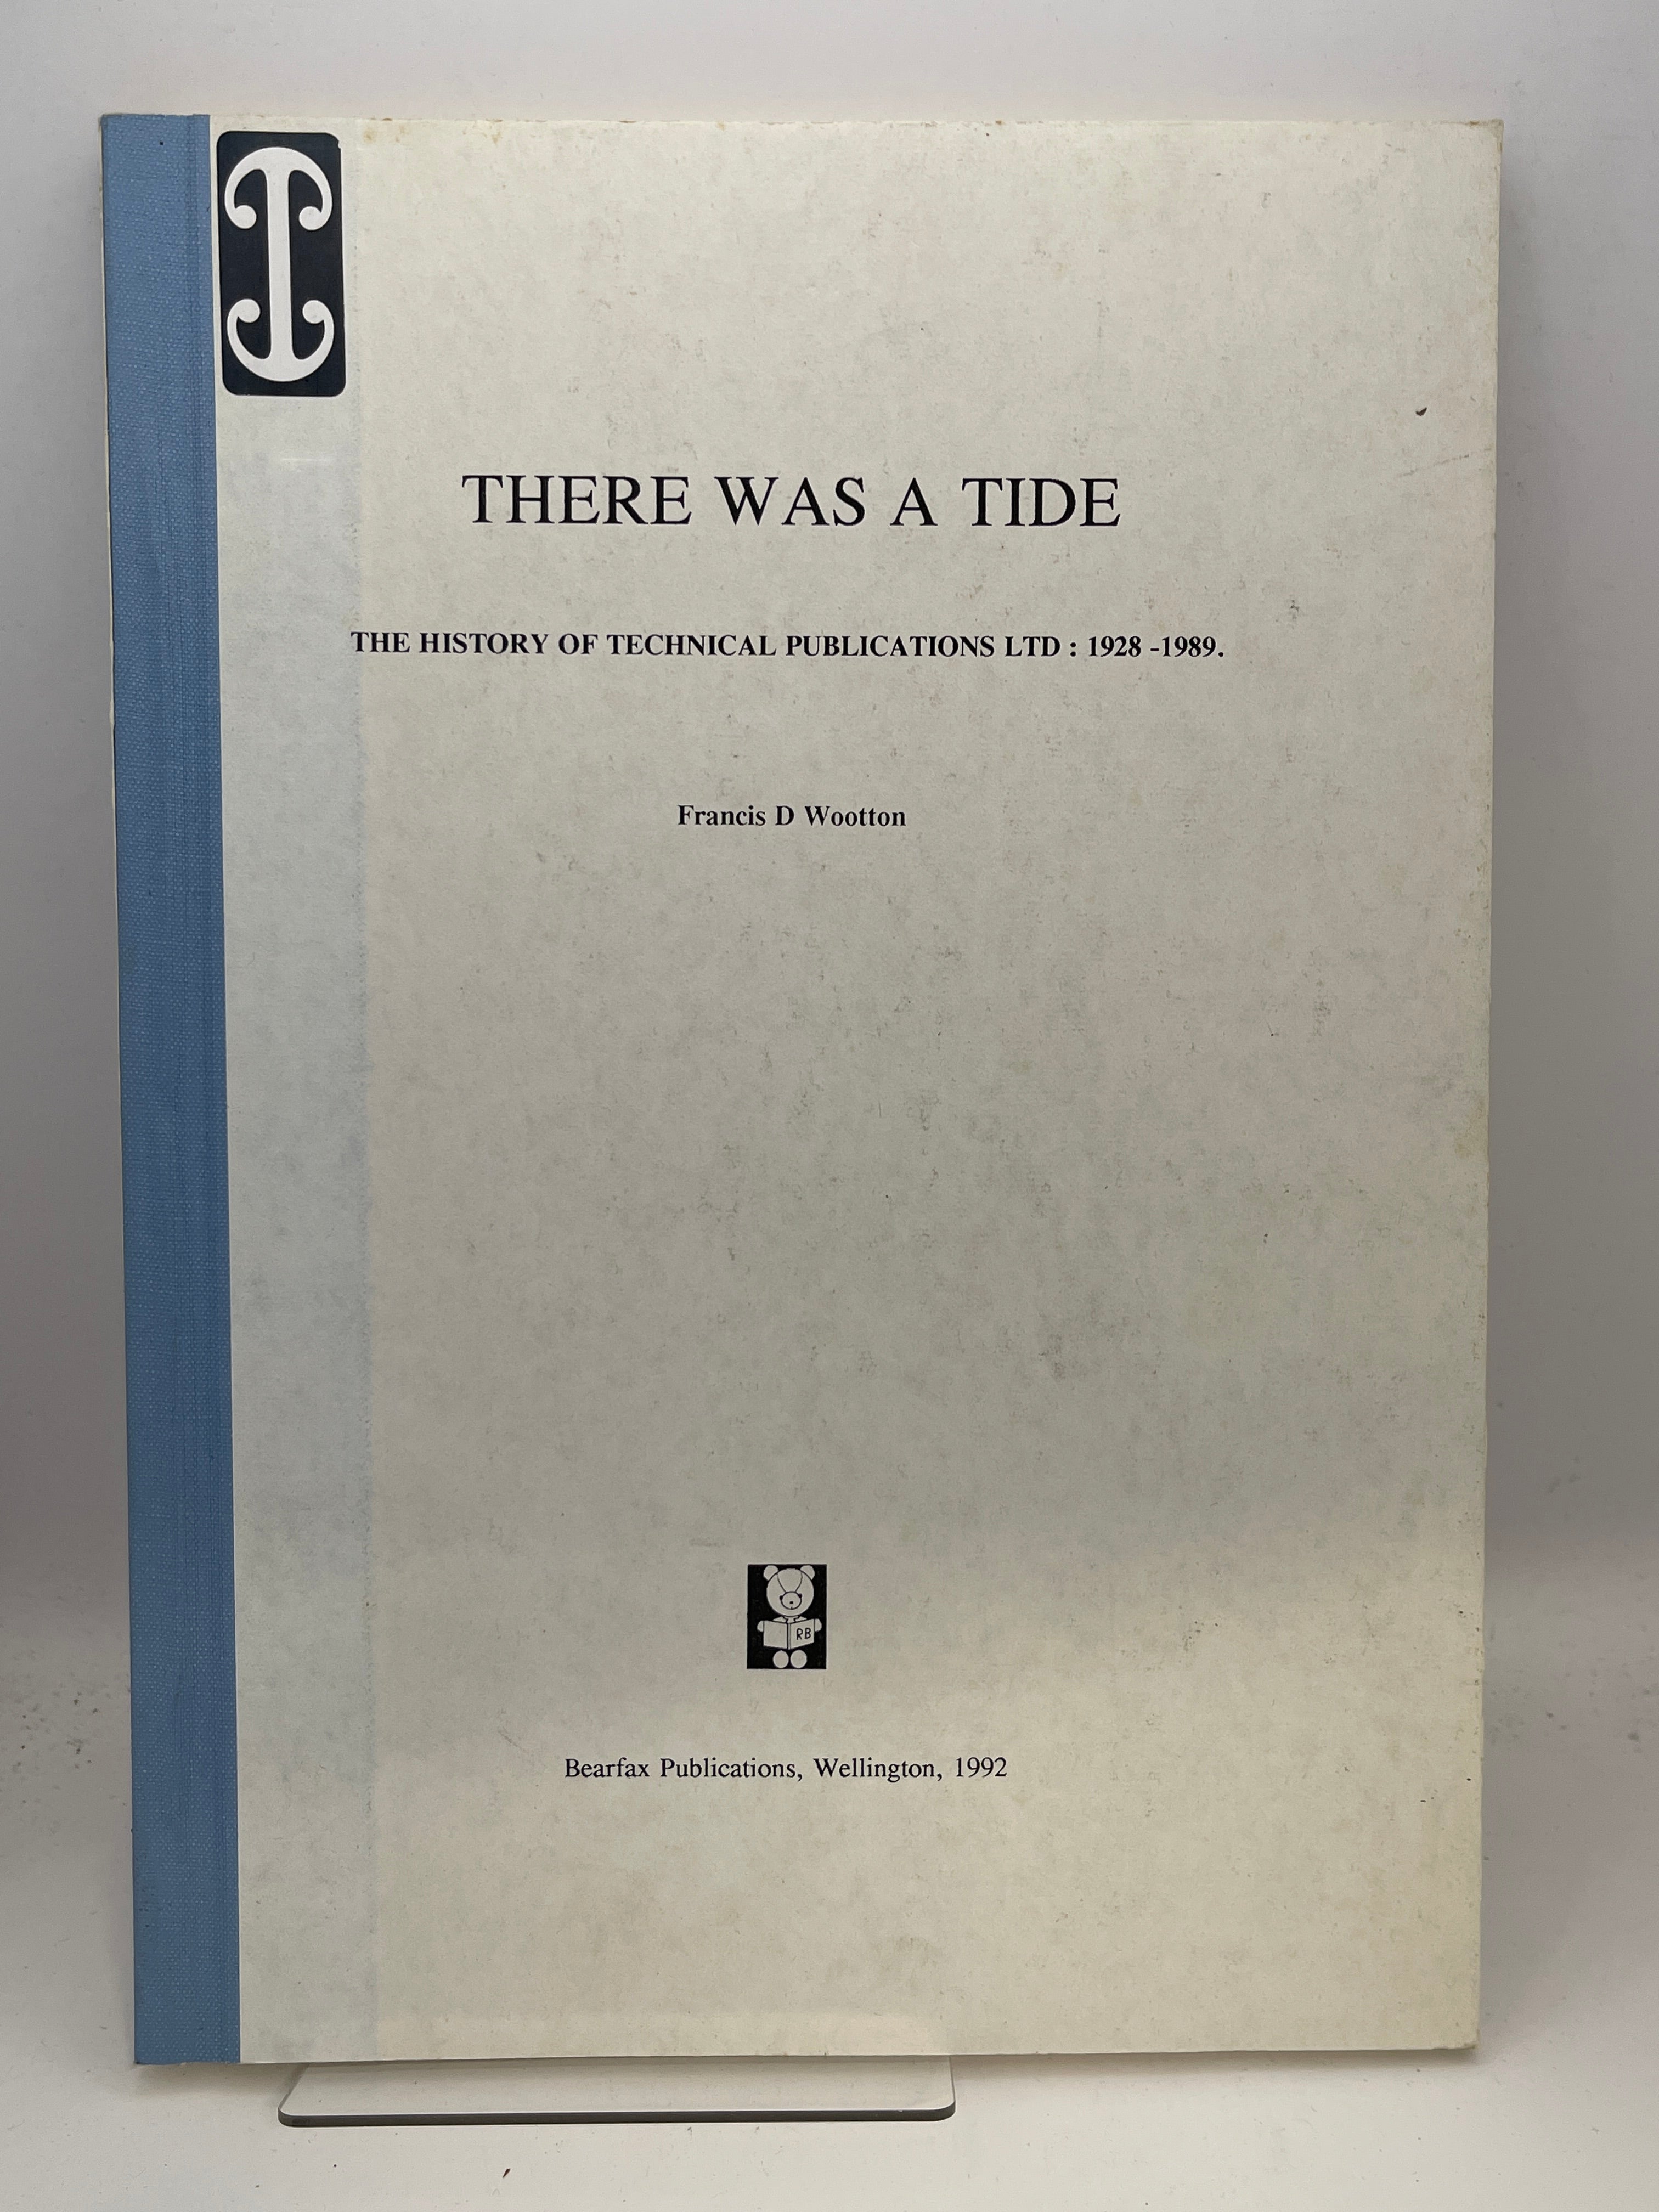 THERE WAS A TIDE
THE HISTORY OF TECHNICAL PUBLICATIONS LTD : 1928 -1989.
Francis D Wootton
RB
Bearfax Publications, Wellington, 1992